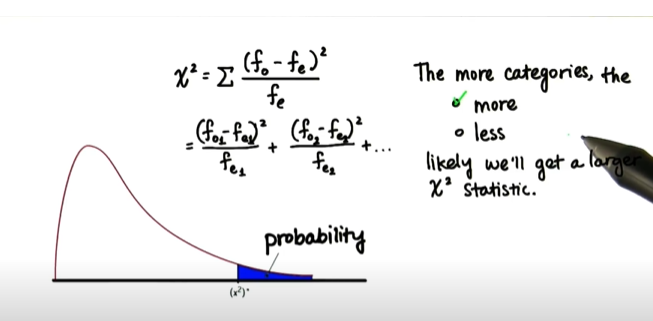 χ² = Σ (f₀ - fₑ)² / fₑ
= (f₀₁ - fₑ₁)² / fₑ₁ + (f₀₂ - fₑ₂)² / fₑ₂ + ...
The more categories, the
more
less
likely we'll get a larger
χ² statistic.
probability
(x²)*